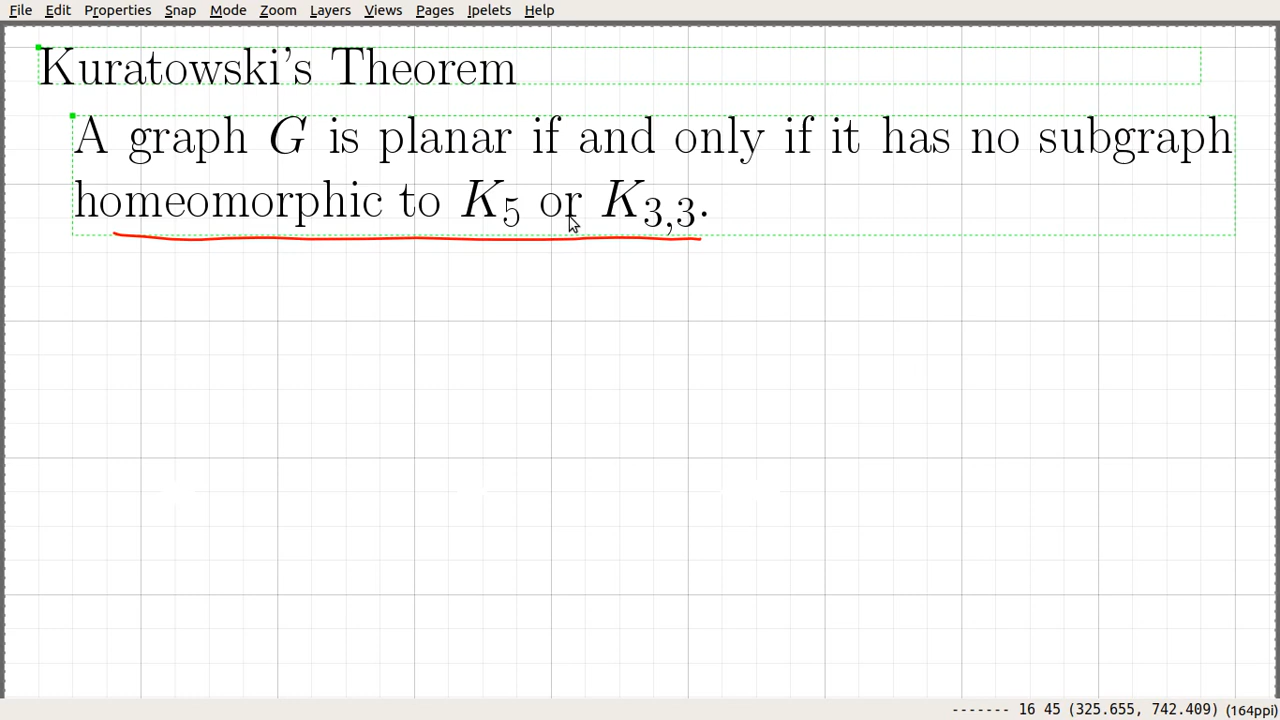 File Edit Properties Snap Mode Zoom Layers Views Pages Ipelets Help
Kuratowski's Theorem
A graph G is planar if and only if it has no subgraph
homeomorphic to K5 or K3,3.
------- 16 45 (325.655, 742.409) (164ppi)